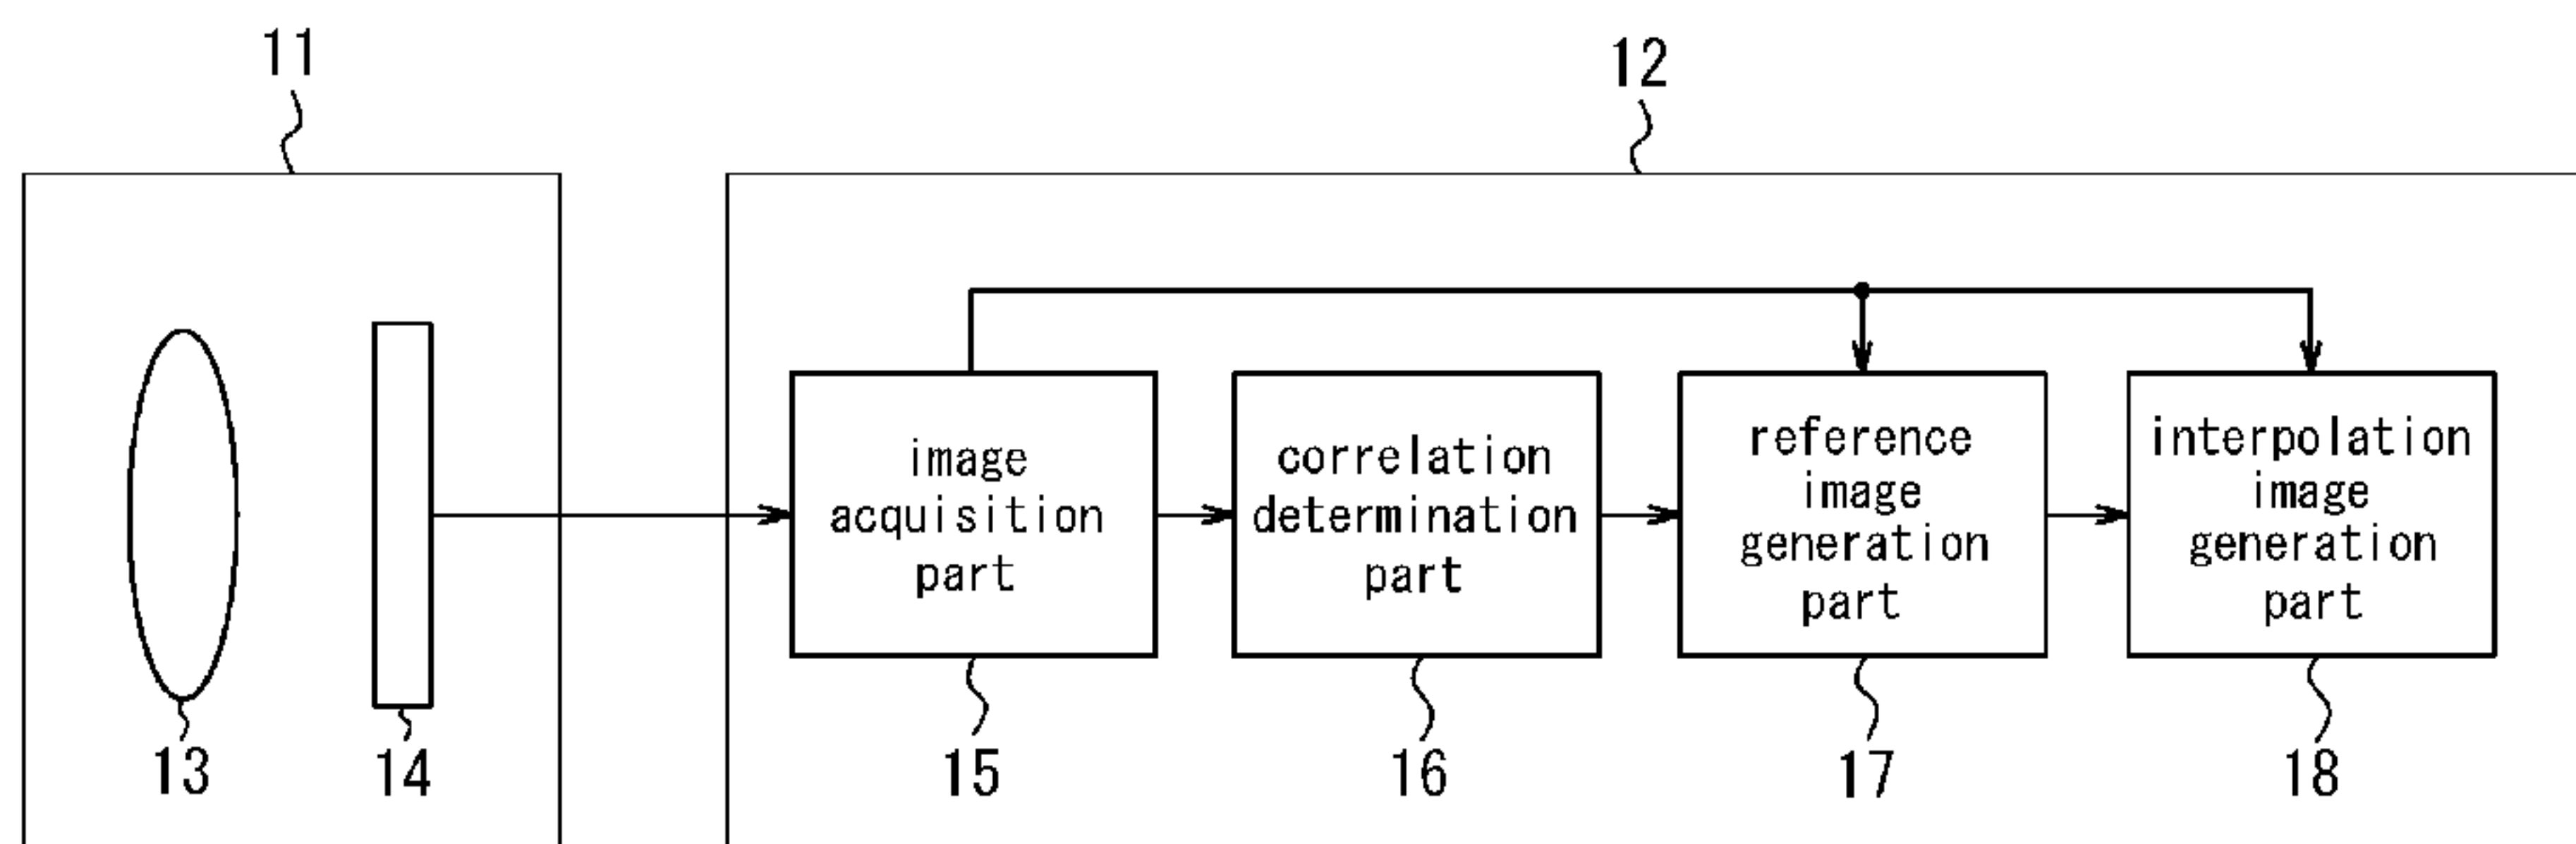 11
12
image
acquisition
part
correlation
determination
part
reference
image
generation
part
interpolation
image
generation
part
13
14
15
16
17
18